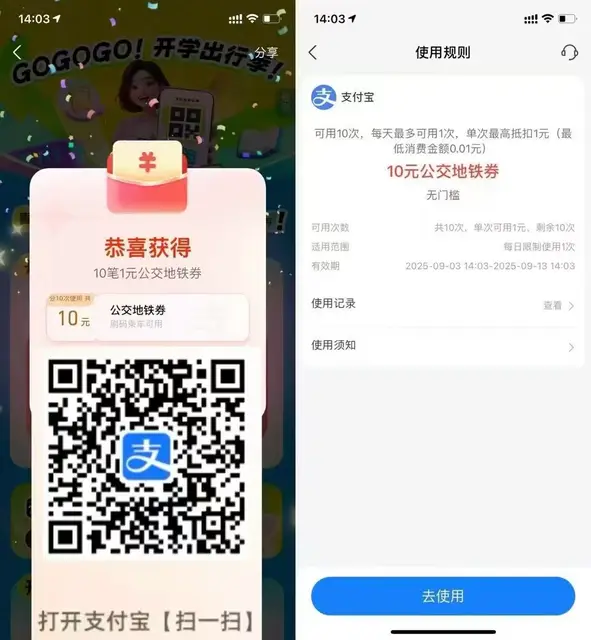 14:03
分享
GOGOGO! 开学出行季!
恭喜获得
10笔1元公交地铁券
分10次使用 共
10元
公交地铁券
刷码乘车可用
支
打开支付宝【扫一扫】
14:03
使用规则
支 支付宝
可用10次，每天最多可用1次，单次最高抵扣1元（最
低消费金额0.01元）
10元公交地铁券
无门槛
可用次数 共10次，单次可用1元、剩余10次
适用范围 每日限制使用1次
有效期 2025-09-03 14:03-2025-09-13 14:03
使用记录 查看
使用须知
去使用